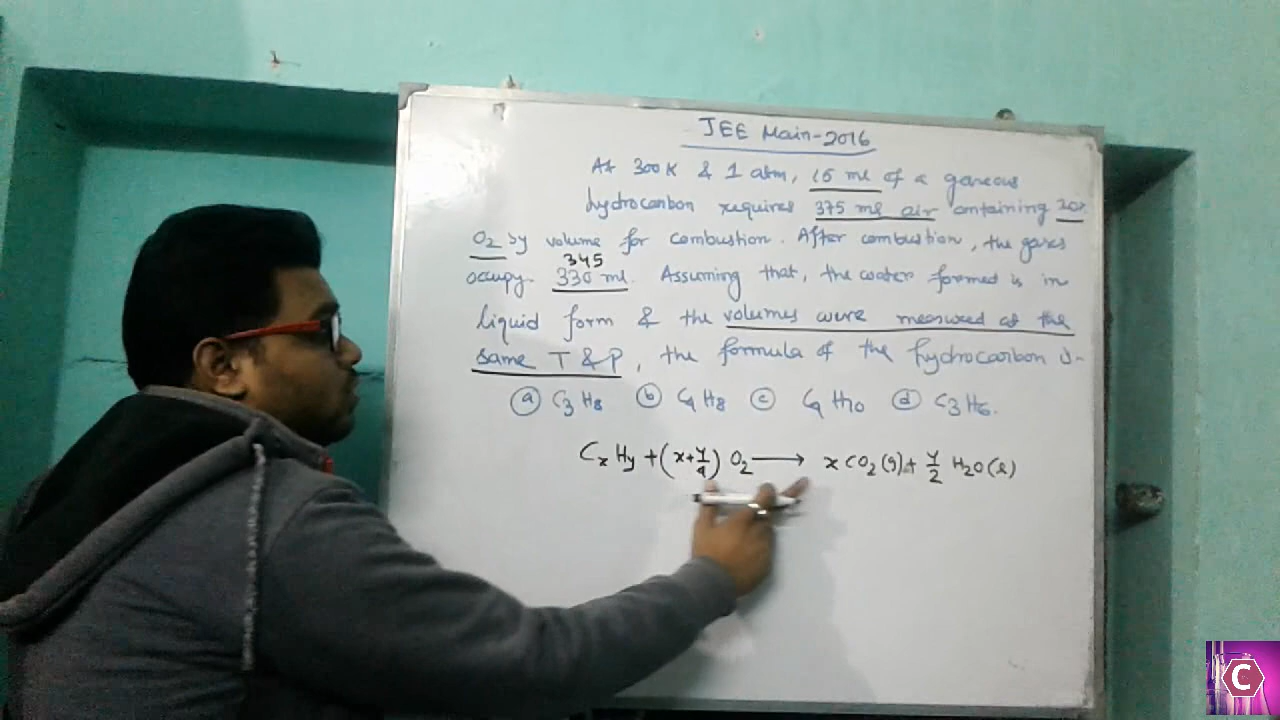 JEE Main-2016
At 300K & 1 atm, 15 ml of a gaseous
hydrocarbon requires 375 ml air containing 20%
O2 by volume for combustion. After combustion, the gases
345
occupy 330 ml. Assuming that, the water formed is in
liquid form & the volumes were measured at the
same T & P, the formula of the hydrocarbon is-
(a) C3H8 (b) C4H8 (c) C4H10 (d) C3H6.
CxHy + (x+y/4) O2 → x CO2(g) + y/2 H2O(l)
C